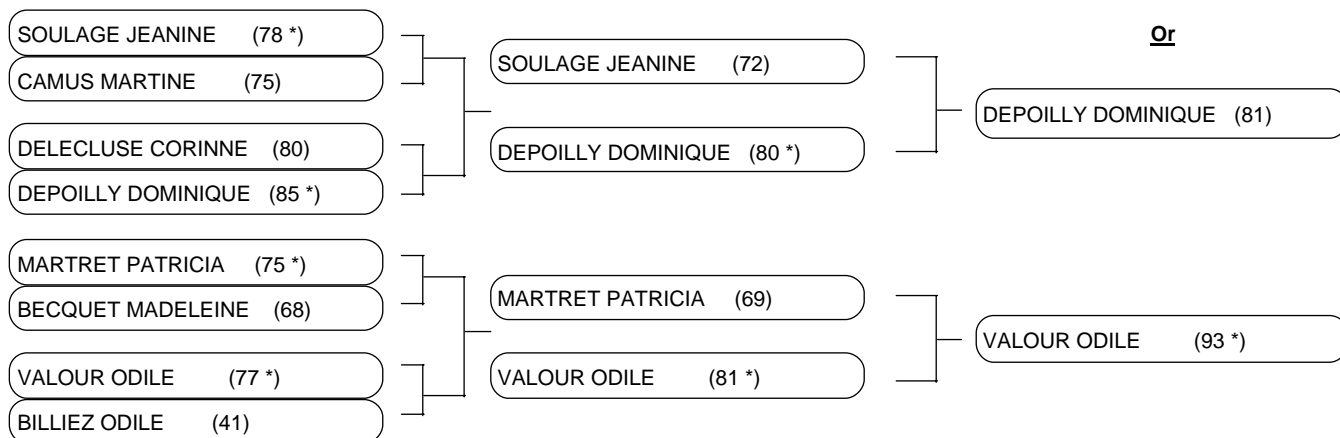 SOULAGE JEANINE (78 *)
CAMUS MARTINE (75)
DELECLUSE CORINNE (80)
DEPOILLY DOMINIQUE (85 *)
MARTRET PATRICIA (75 *)
BECQUET MADELEINE (68)
VALOUR ODILE (77 *)
BILLIEZ ODILE (41)
SOULAGE JEANINE (72)
DEPOILLY DOMINIQUE (80 *)
MARTRET PATRICIA (69)
VALOUR ODILE (81 *)
Or
DEPOILLY DOMINIQUE (81)
VALOUR ODILE (93 *)